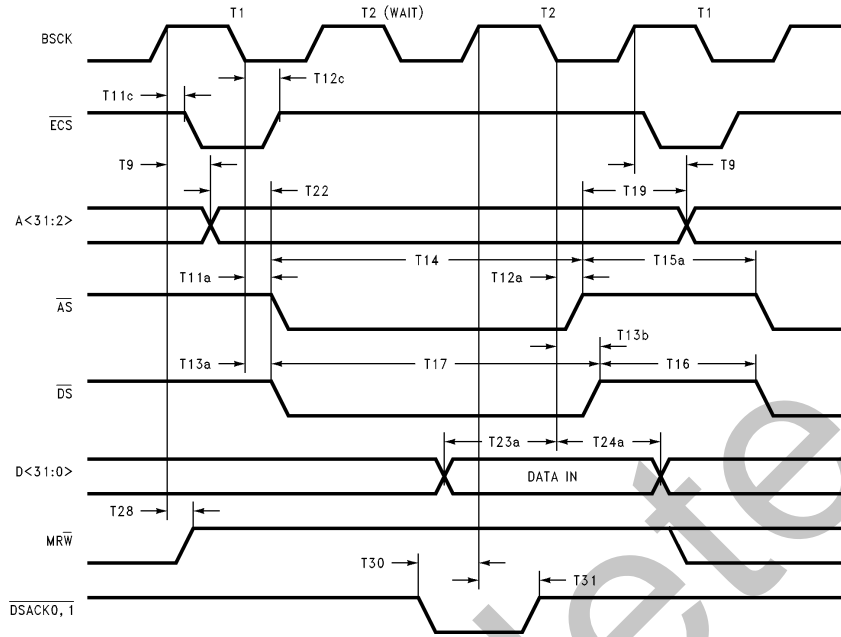 T1 T2 (WAIT) T2 T1
BSCK
T12c
T11c
ECS
T9 T9
T22 T19
A<31:2>
T14 T15a
T11a T12a
AS
T13b
T13a T17 T16
DS
T23a T24a
D<31:0> DATA IN
T28
MRW
T30 T31
DSACK0, 1